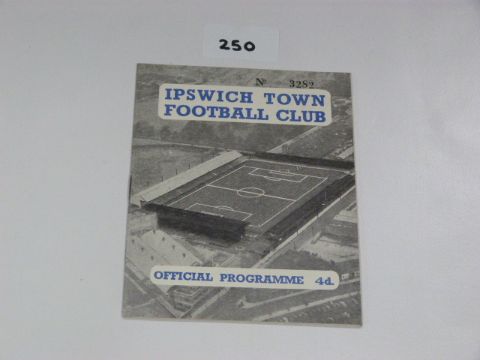 250
No 3282
IPSWICH TOWN
FOOTBALL CLUB
OFFICIAL PROGRAMME 4d.